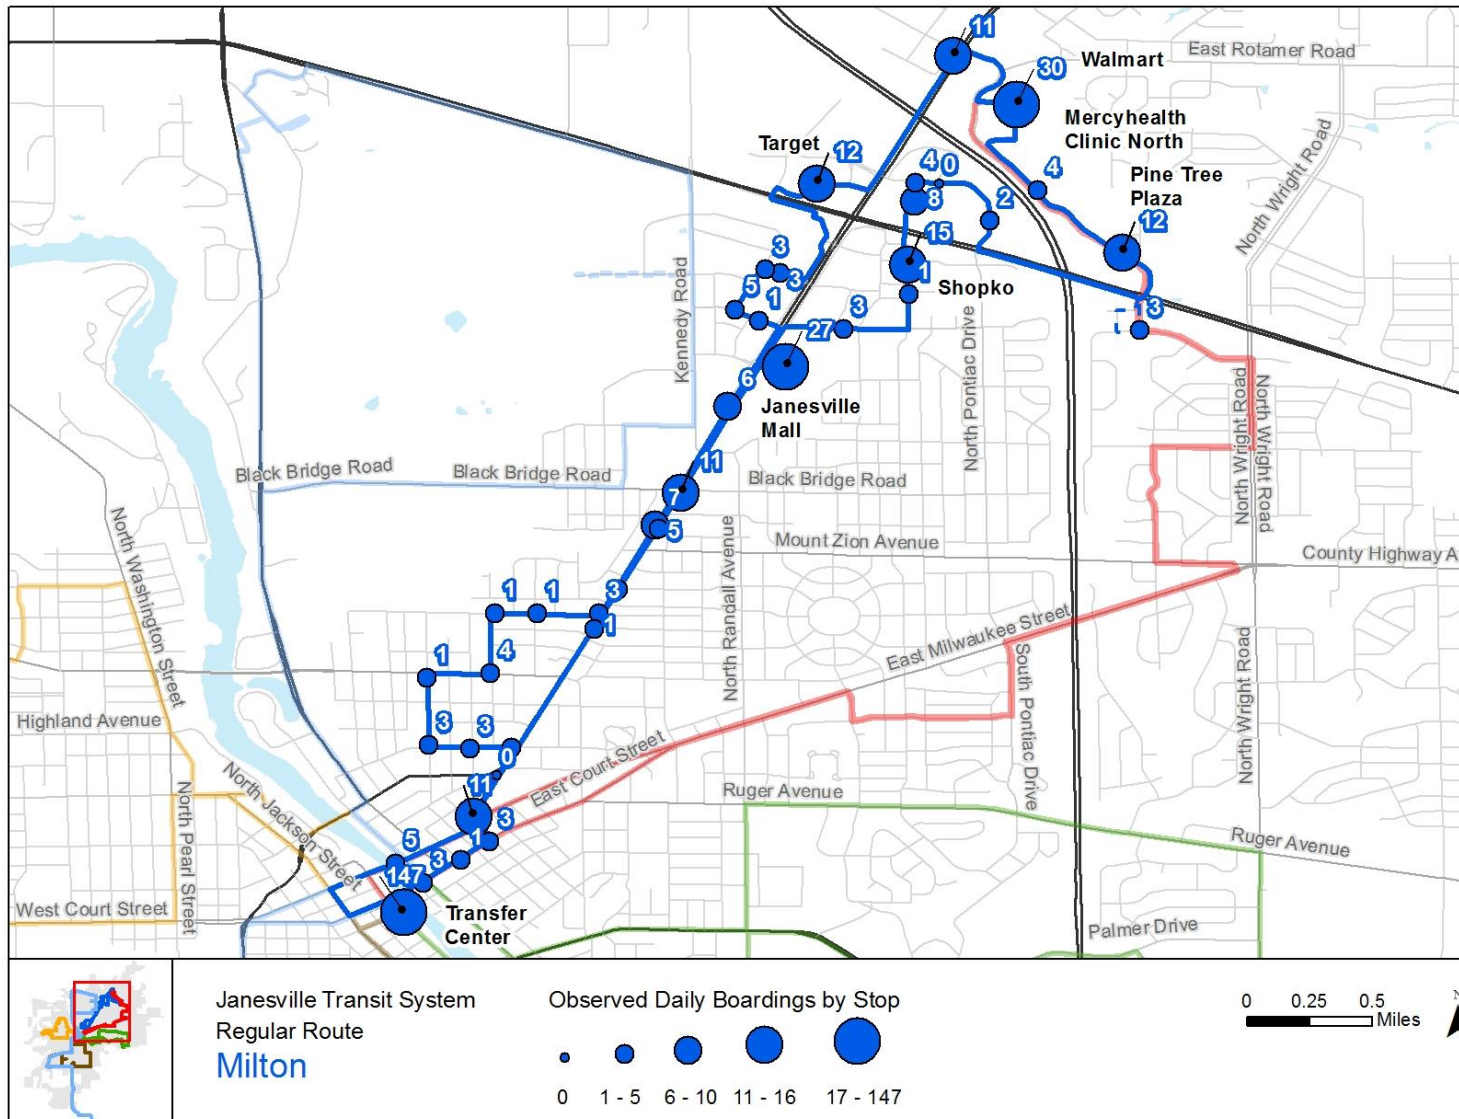 11
East Rotamer Road
30
Walmart
Mercyhealth
Clinic North
Target
12
4
0
4
Pine Tree
Plaza
8
2
12
North Wright Road
15
3
3
1
Shopko
5
1
27
3
3
Kennedy Road
North Pontiac Drive
6
Janesville
Mall
North Wright Road
North Wright Road
11
Black Bridge Road
Black Bridge Road
Black Bridge Road
7
5
North Washington Street
Mount Zion Avenue
County Highway A
North Randall Avenue
1
1
3
1
1
4
East Milwaukee Street
South Pontiac Drive
North Wright Road
Highland Avenue
3
3
0
East Court Street
North Jackson Street
11
North Pearl Street
3
Ruger Avenue
Ruger Avenue
5
1
3
147
West Court Street
Transfer
Center
Palmer Drive
Janesville Transit System
Regular Route
Milton
Observed Daily Boardings by Stop
0
1 - 5
6 - 10
11 - 16
17 - 147
0 0.25 0.5
Miles
N